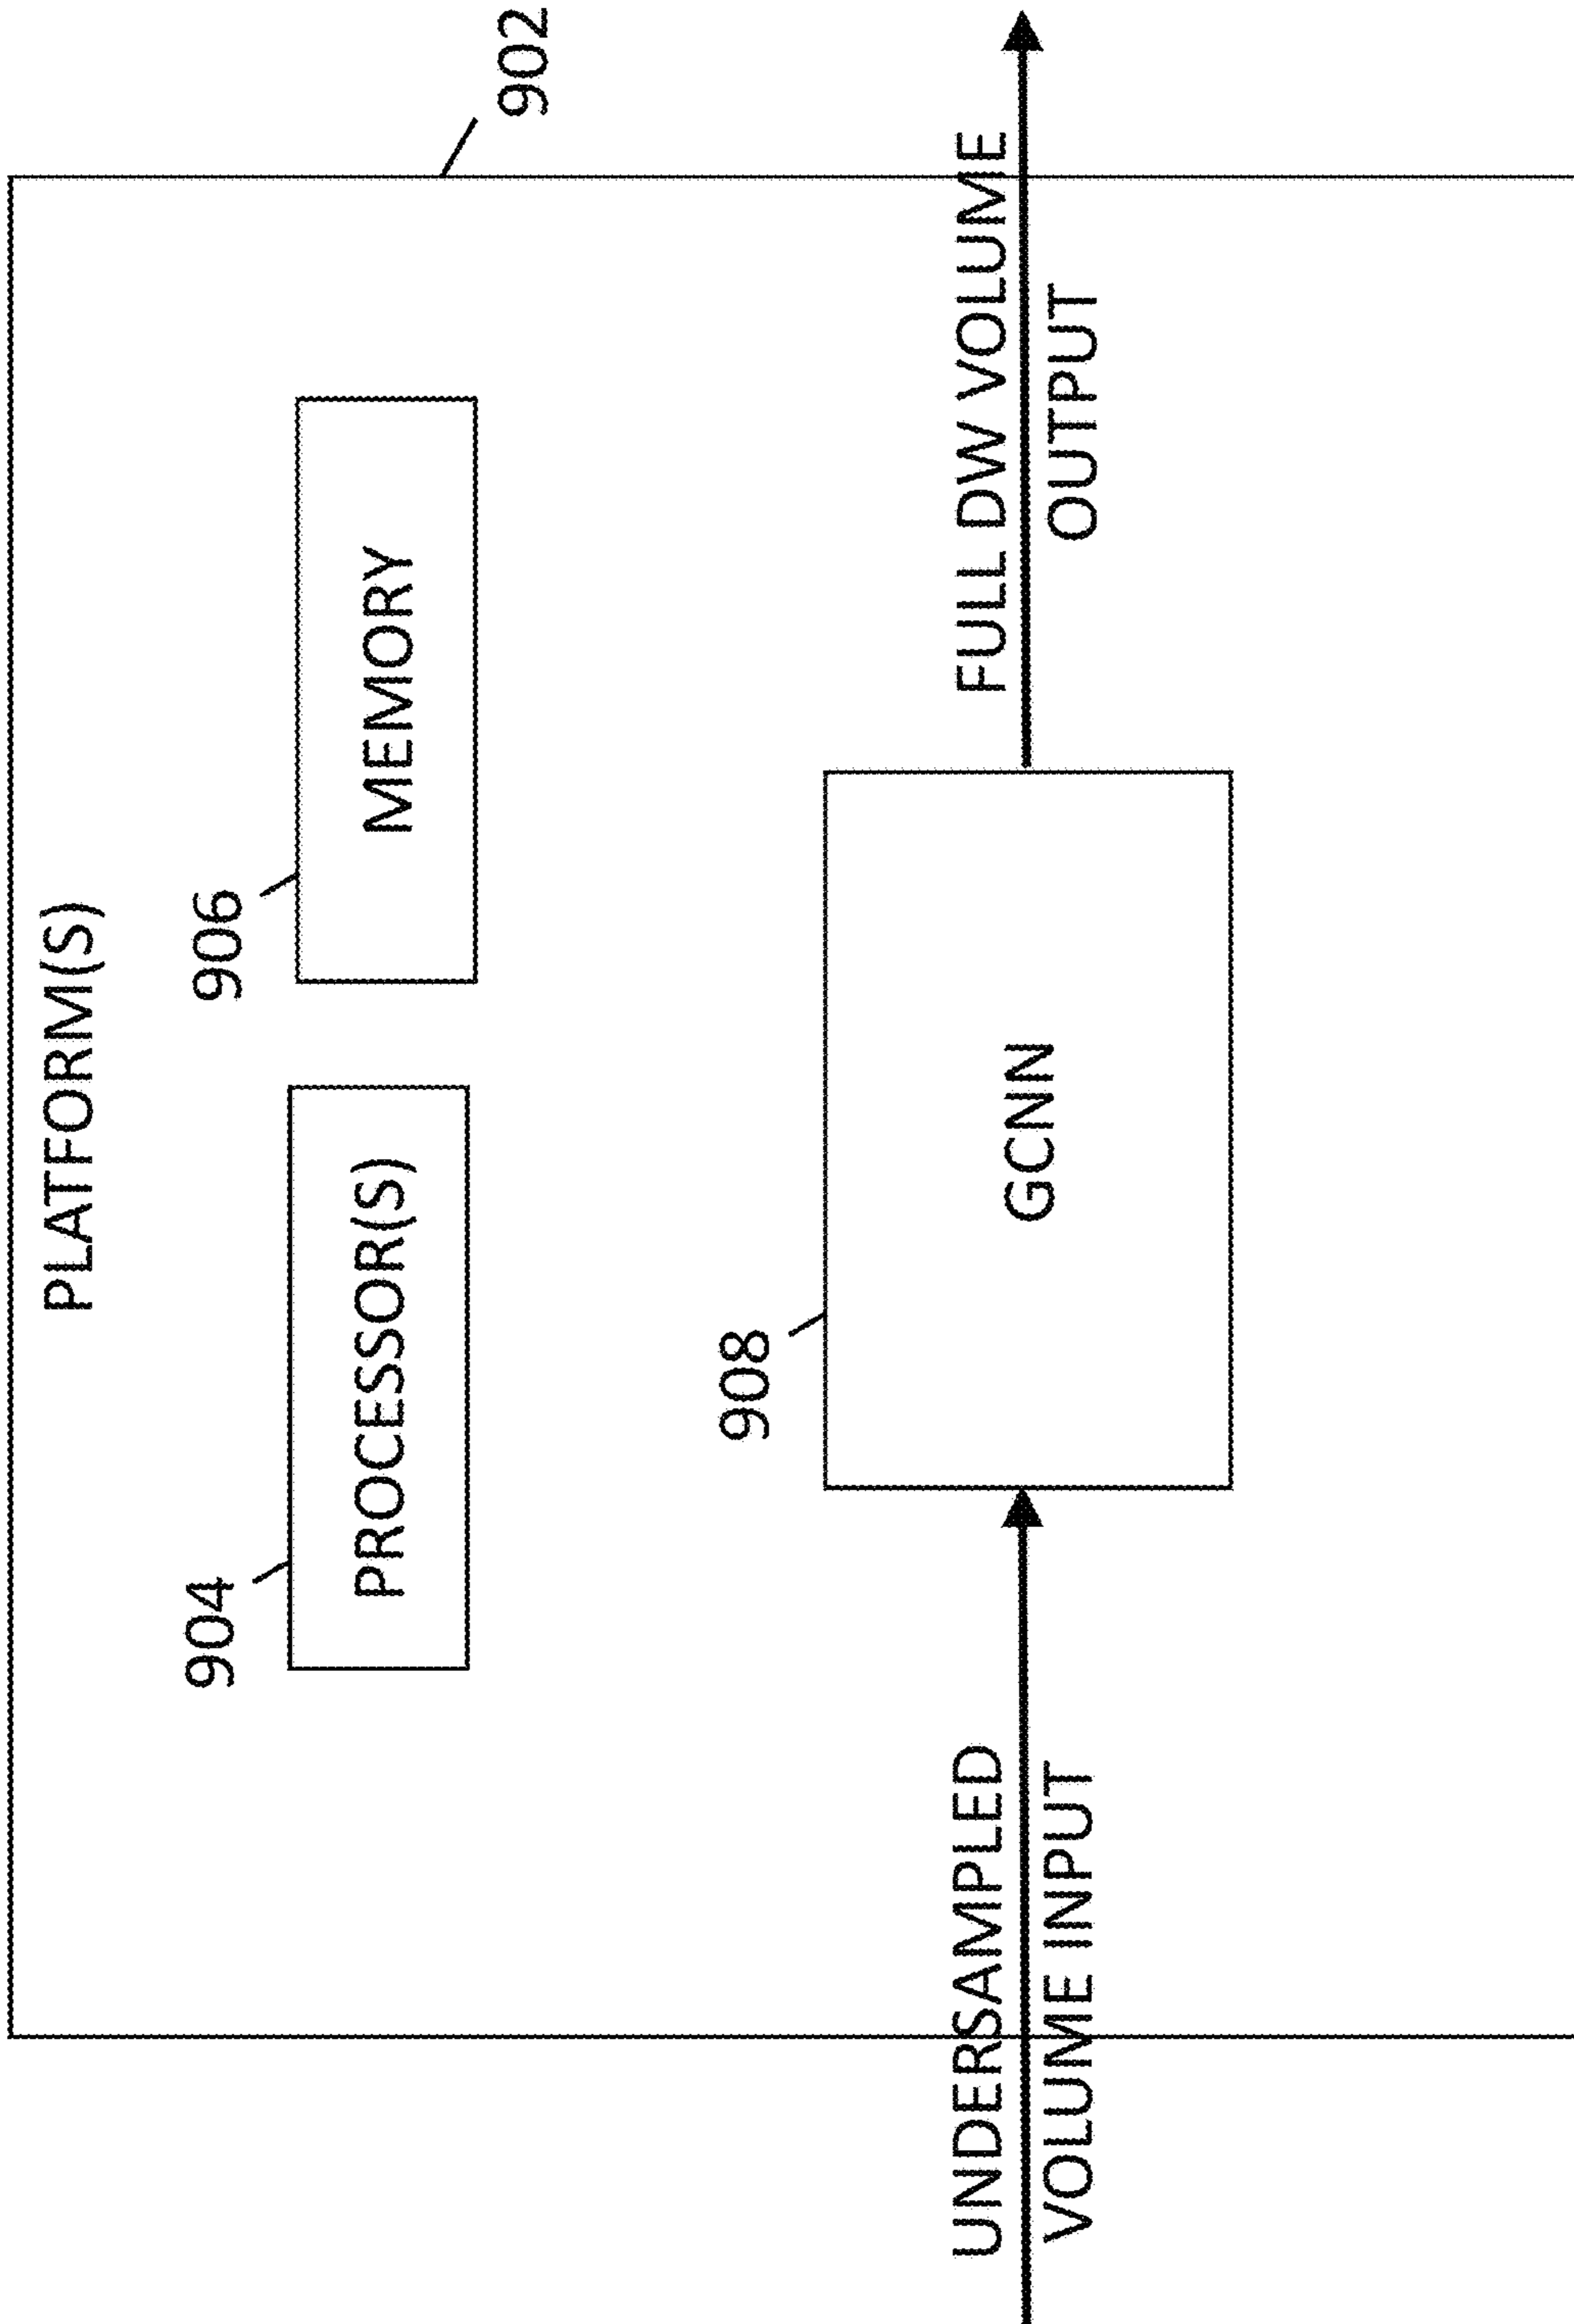 PLATFORM(S)
902
904
906
PROCESSOR(S)
MEMORY
908
GCNN
UNDERSAMPLED
VOLUME INPUT
FULL DW VOLUME
OUTPUT